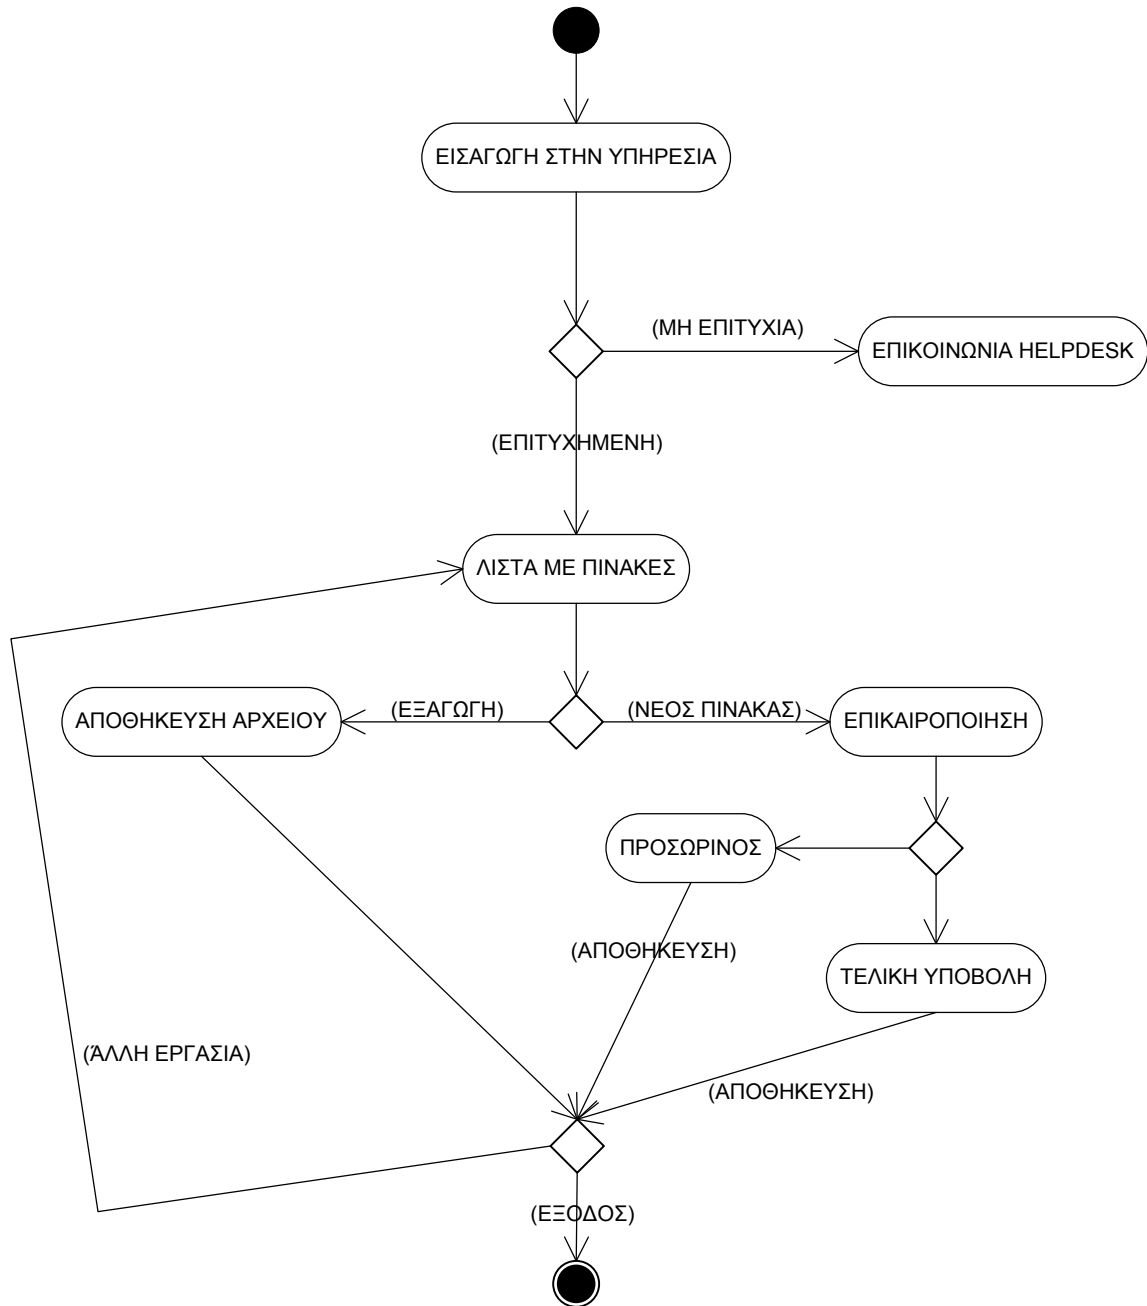 ΕΙΣΑΓΩΓΗ ΣΤΗΝ ΥΠΗΡΕΣΙΑ
(ΜΗ ΕΠΙΤΥΧΙΑ)
ΕΠΙΚΟΙΝΩΝΙΑ HELPDESK
(ΕΠΙΤΥΧΗΜΕΝΗ)
ΛΙΣΤΑ ΜΕ ΠΙΝΑΚΕΣ
ΑΠΟΘΗΚΕΥΣΗ ΑΡΧΕΙΟΥ
(ΕΞΑΓΩΓΗ)
(ΝΕΟΣ ΠΙΝΑΚΑΣ)
ΕΠΙΚΑΙΡΟΠΟΙΗΣΗ
ΠΡΟΣΩΡΙΝΟΣ
(ΑΠΟΘΗΚΕΥΣΗ)
ΤΕΛΙΚΗ ΥΠΟΒΟΛΗ
(ΆΛΛΗ ΕΡΓΑΣΙΑ)
(ΑΠΟΘΗΚΕΥΣΗ)
(ΕΞΟΔΟΣ)